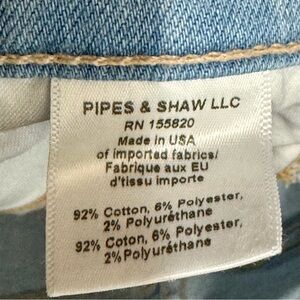 PIPES & SHAW LLC
RN 155820
Made in USA
of imported fabrics/
Fabrique aux EU
d'tissu importe
92% Cotton, 6% Polyester,
2% Polyurethane
92% Coton, 6% Polyester,
2% Polyuréthane